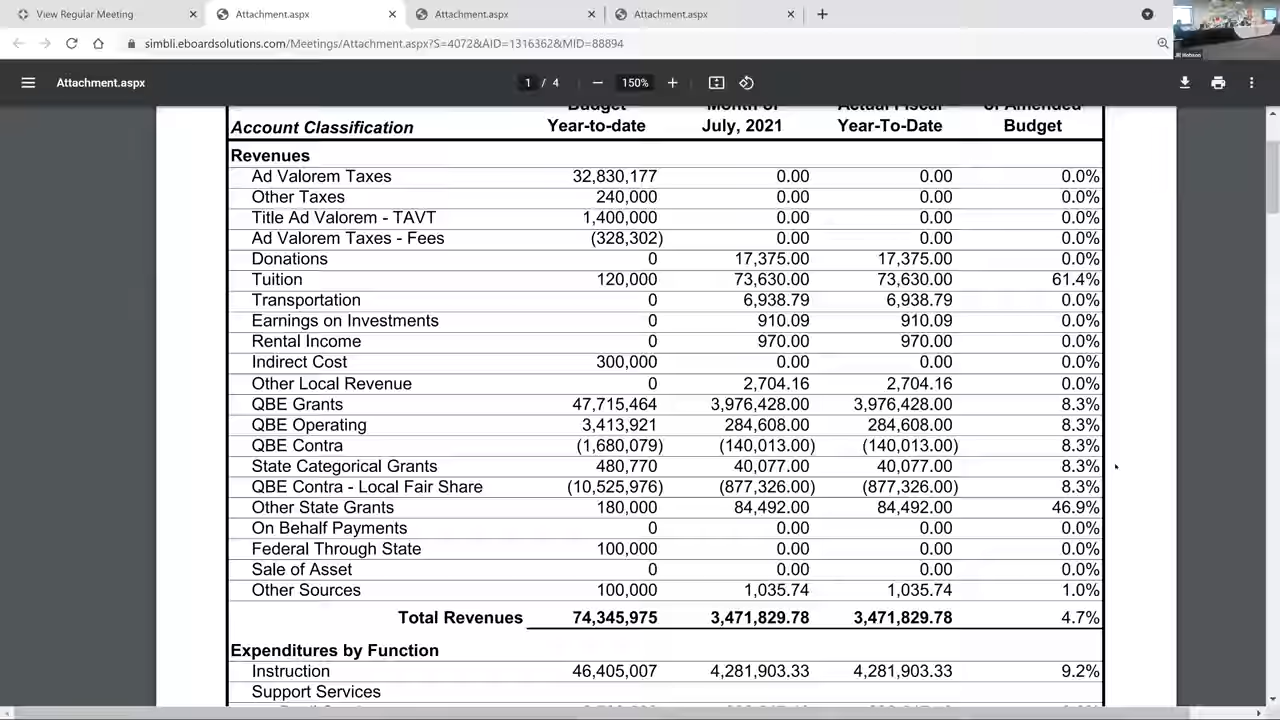 View Regular Meeting
Attachment.aspx
Attachment.aspx
Attachment.aspx
Attachment.aspx
1 / 4
150%
Budget Month of Actual Fiscal of Amended
Account Classification Year-to-date July, 2021 Year-To-Date Budget
Revenues
Ad Valorem Taxes 32,830,177 0.00 0.00 0.0%
Other Taxes 240,000 0.00 0.00 0.0%
Title Ad Valorem - TAVT 1,400,000 0.00 0.00 0.0%
Ad Valorem Taxes - Fees (328,302) 0.00 0.00 0.0%
Donations 0 17,375.00 17,375.00 0.0%
Tuition 120,000 73,630.00 73,630.00 61.4%
Transportation 0 6,938.79 6,938.79 0.0%
Earnings on Investments 0 910.09 910.09 0.0%
Rental Income 0 970.00 970.00 0.0%
Indirect Cost 300,000 0.00 0.00 0.0%
Other Local Revenue 0 2,704.16 2,704.16 0.0%
QBE Grants 47,715,464 3,976,428.00 3,976,428.00 8.3%
QBE Operating 3,413,921 284,608.00 284,608.00 8.3%
QBE Contra (1,680,079) (140,013.00) (140,013.00) 8.3%
State Categorical Grants 480,770 40,077.00 40,077.00 8.3%
QBE Contra - Local Fair Share (10,525,976) (877,326.00) (877,326.00) 8.3%
Other State Grants 180,000 84,492.00 84,492.00 46.9%
On Behalf Payments 0 0.00 0.00 0.0%
Federal Through State 100,000 0.00 0.00 0.0%
Sale of Asset 0 0.00 0.00 0.0%
Other Sources 100,000 1,035.74 1,035.74 1.0%
Total Revenues 74,345,975 3,471,829.78 3,471,829.78 4.7%
Expenditures by Function
Instruction 46,405,007 4,281,903.33 4,281,903.33 9.2%
Support Services